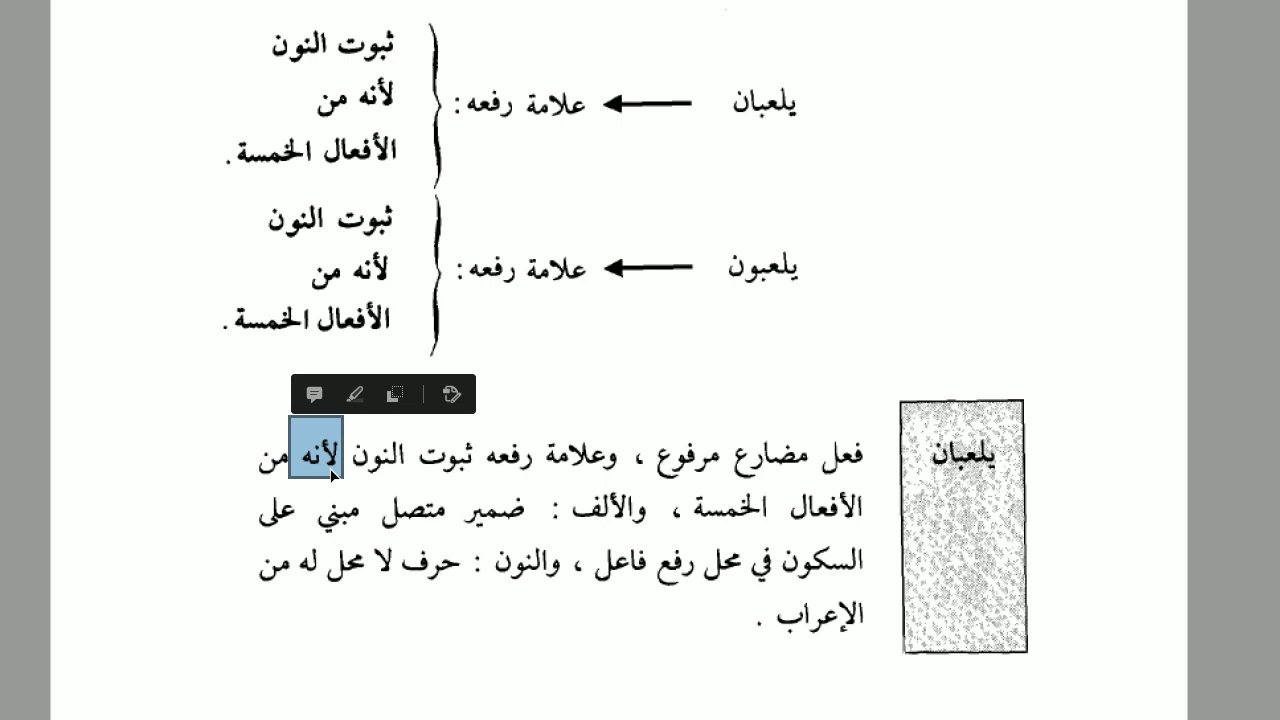 ثبوت النون
يلعبان علامة رفعه : لأنه من
الأفعال الخمسة .
ثبوت النون
يلعبون علامة رفعه : لأنه من
الأفعال الخمسة .
يلعبان فعل مضارع مرفوع ، وعلامة رفعه ثبوت النون لأنه من
الأفعال الخمسة ، والألف : ضمير متصل مبني على
السكون في محل رفع فاعل ، والنون : حرف لا محل له من
الإعراب .